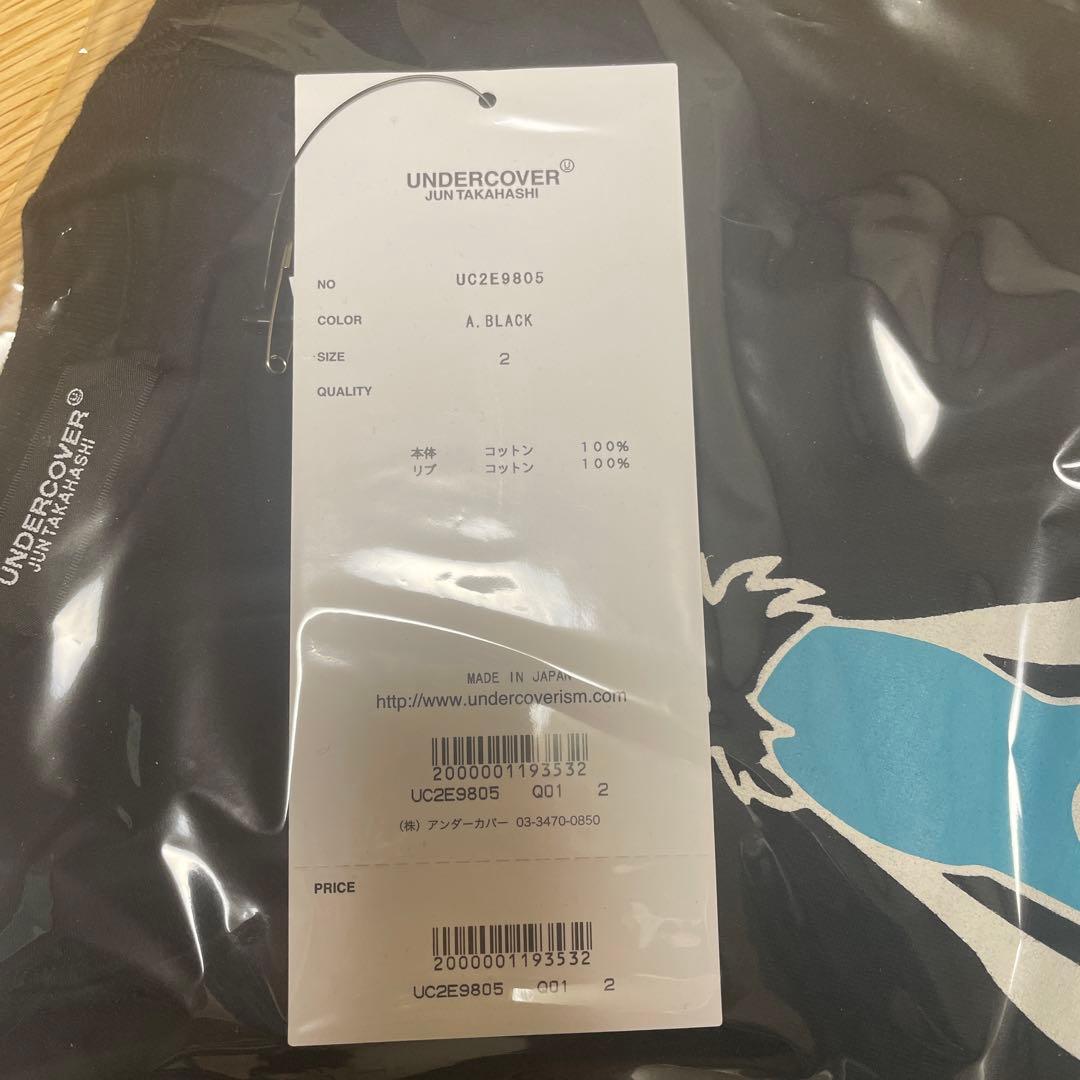 UNDERCOVER
JUN TAKAHASHI
NO UC2E9805
COLOR A.BLACK
SIZE 2
QUALITY
本体 コットン 100%
リブ コットン 100%
MADE IN JAPAN
http://www.undercoverism.com
2000001193532
UC2E9805 Q01 2
(株) アンダーカバー 03-3470-0850
PRICE
2000001193532
UC2E9805 Q01 2
UNDERCOVER
JUN TAKAHASHI